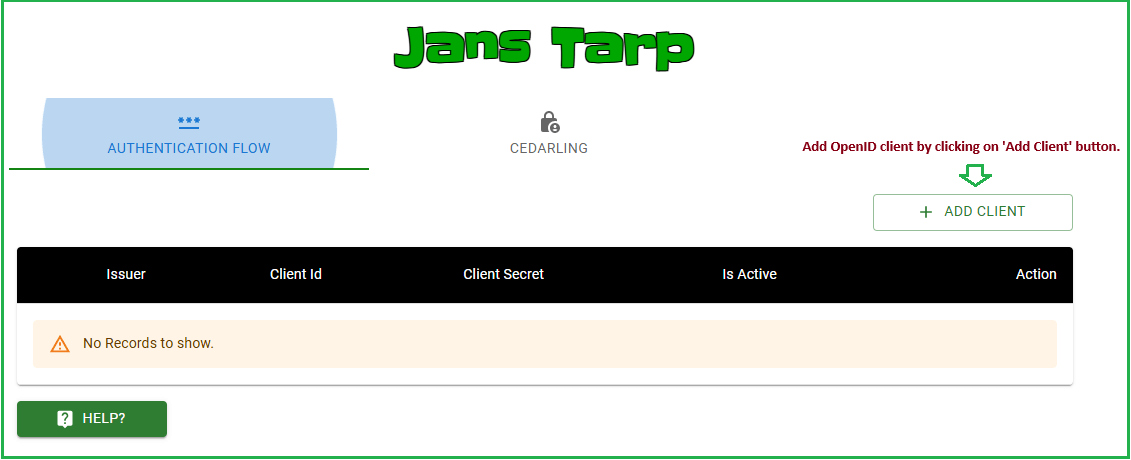 Jans Tarp
AUTHENTICATION FLOW
CEDARLING
Add OpenID client by clicking on 'Add Client' button.
+ ADD CLIENT
Issuer Client Id Client Secret Is Active Action
No Records to show.
HELP?